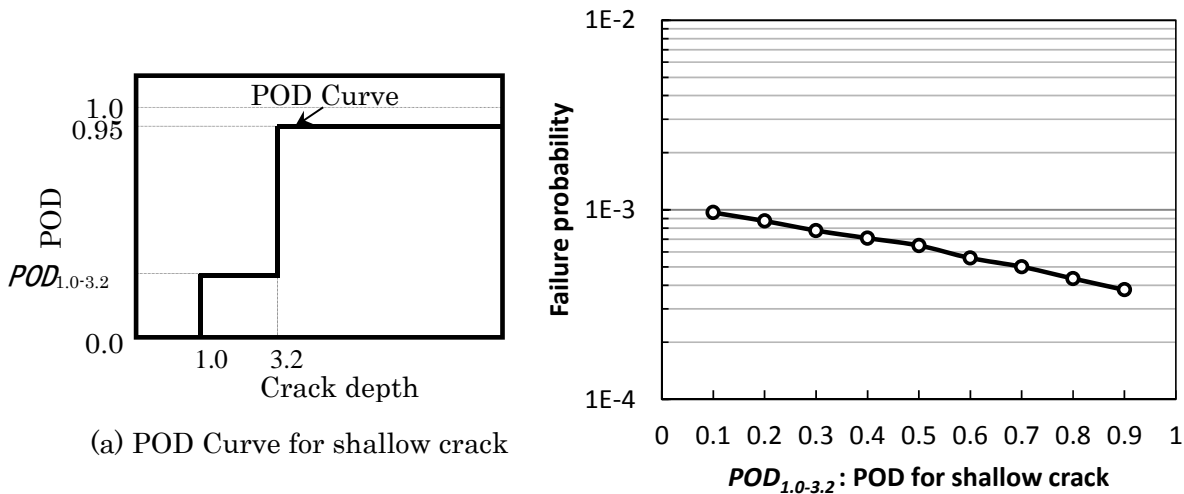 POD Curve
1.0
0.95
POD
POD1.0-3.2
0.0
1.0 3.2
Crack depth
(a) POD Curve for shallow crack
1E-2
1E-3
1E-4
Failure probability
0 0.1 0.2 0.3 0.4 0.5 0.6 0.7 0.8 0.9 1
POD1.0-3.2: POD for shallow crack